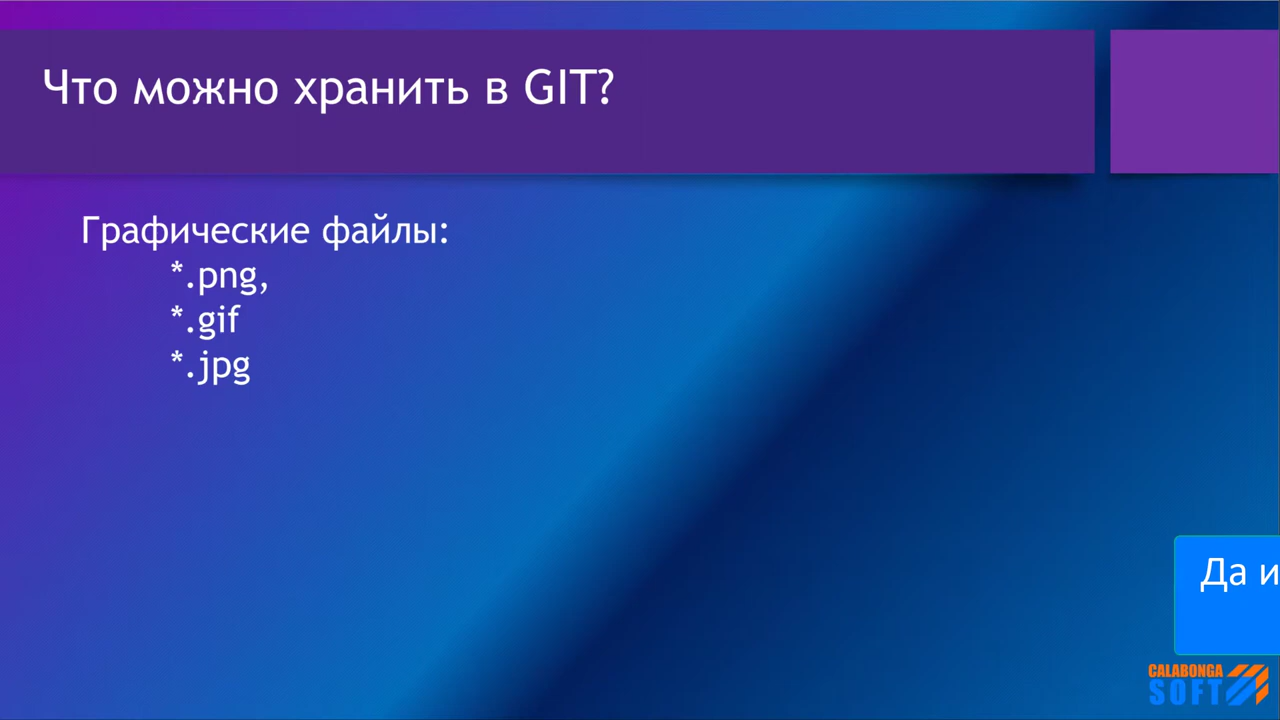 Что можно хранить в GIT?
Графические файлы:
*.png,
*.gif
*.jpg
Да и
CALABONGA
SOFT